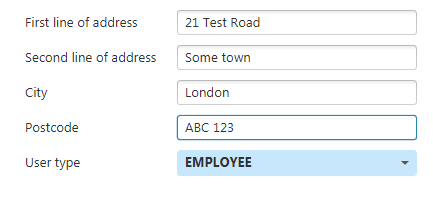 First line of address 21 Test Road
Second line of address Some town
City London
Postcode ABC 123
User type EMPLOYEE